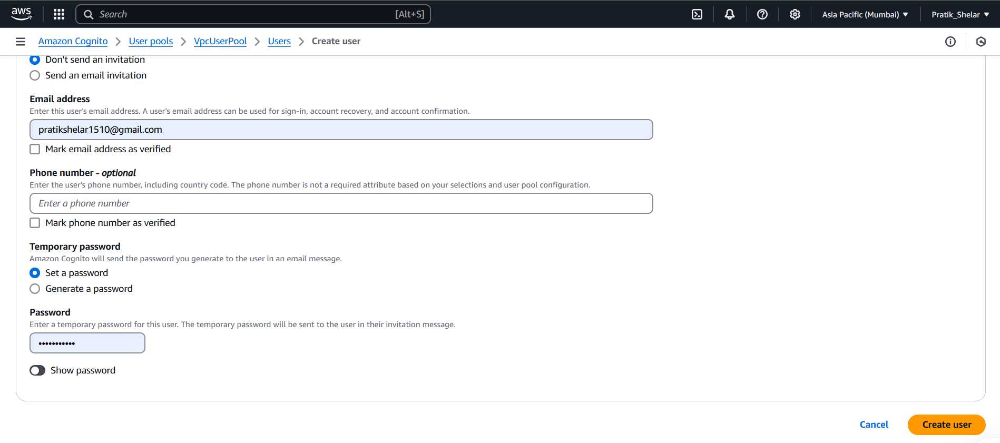 aws
Search [Alt+S]
Asia Pacific (Mumbai)
Pratik_Shelar
Amazon Cognito > User pools > VpcUserPool > Users > Create user
Don't send an invitation
Send an email invitation
Email address
Enter this user's email address. A user's email address can be used for sign-in, account recovery, and account confirmation.
pratikshelar1510@gmail.com
Mark email address as verified
Phone number - optional
Enter the user's phone number, including country code. The phone number is not a required attribute based on your selections and user pool configuration.
Enter a phone number
Mark phone number as verified
Temporary password
Amazon Cognito will send the password you generate to the user in an email message.
Set a password
Generate a password
Password
Enter a temporary password for this user. The temporary password will be sent to the user in their invitation message.
•••••••••••
Show password
Cancel
Create user